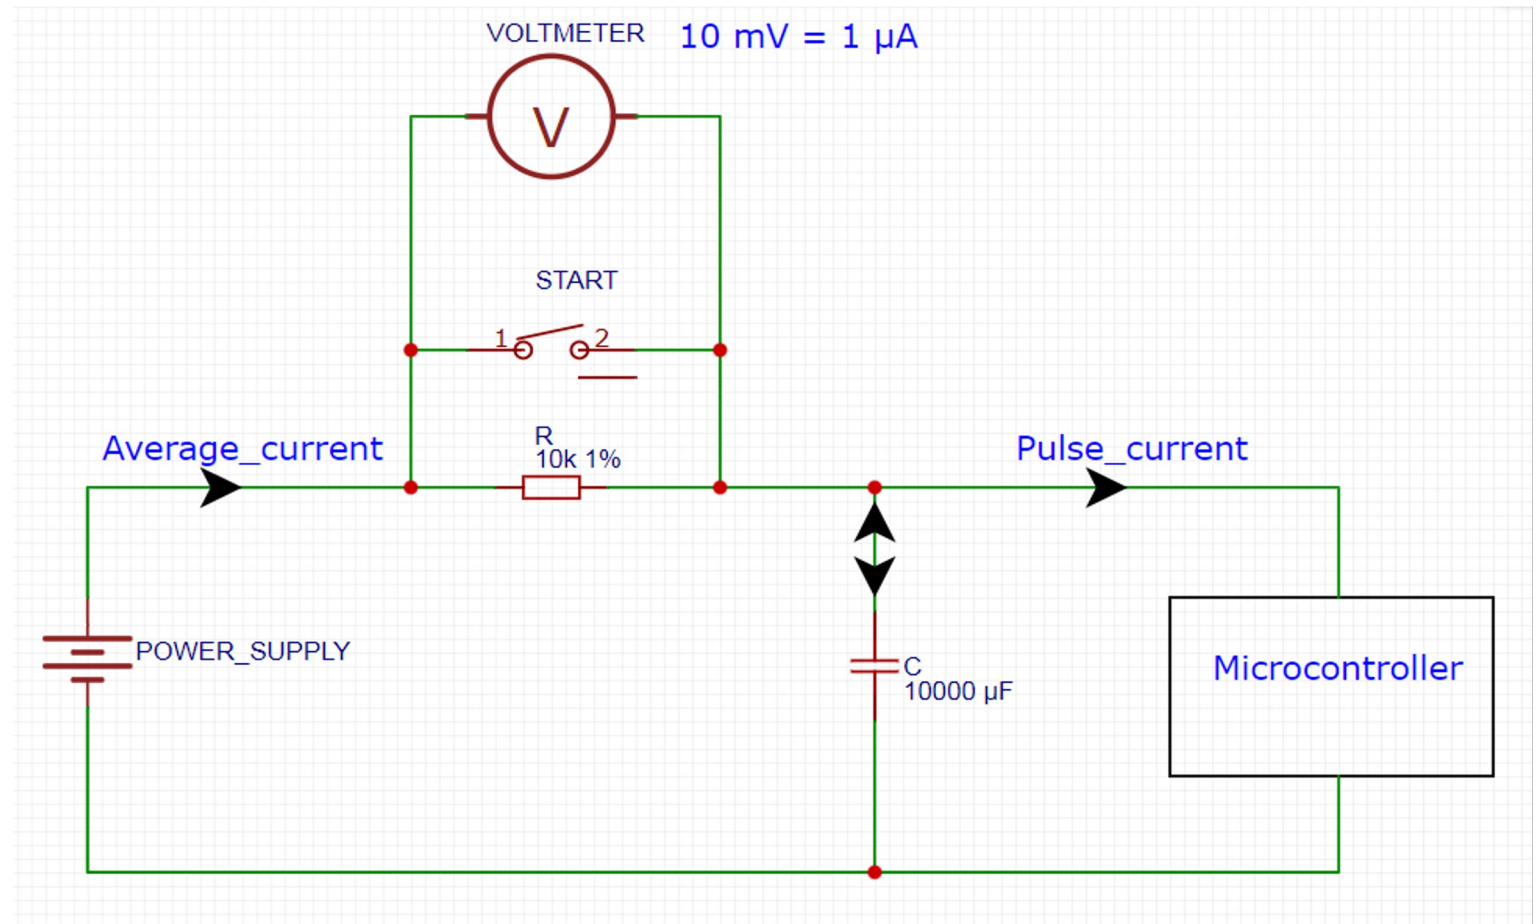 VOLTMETER
10 mV = 1 µA
V
START
1
2
R
10k 1%
Average_current
Pulse_current
POWER_SUPPLY
C
10000 µF
Microcontroller